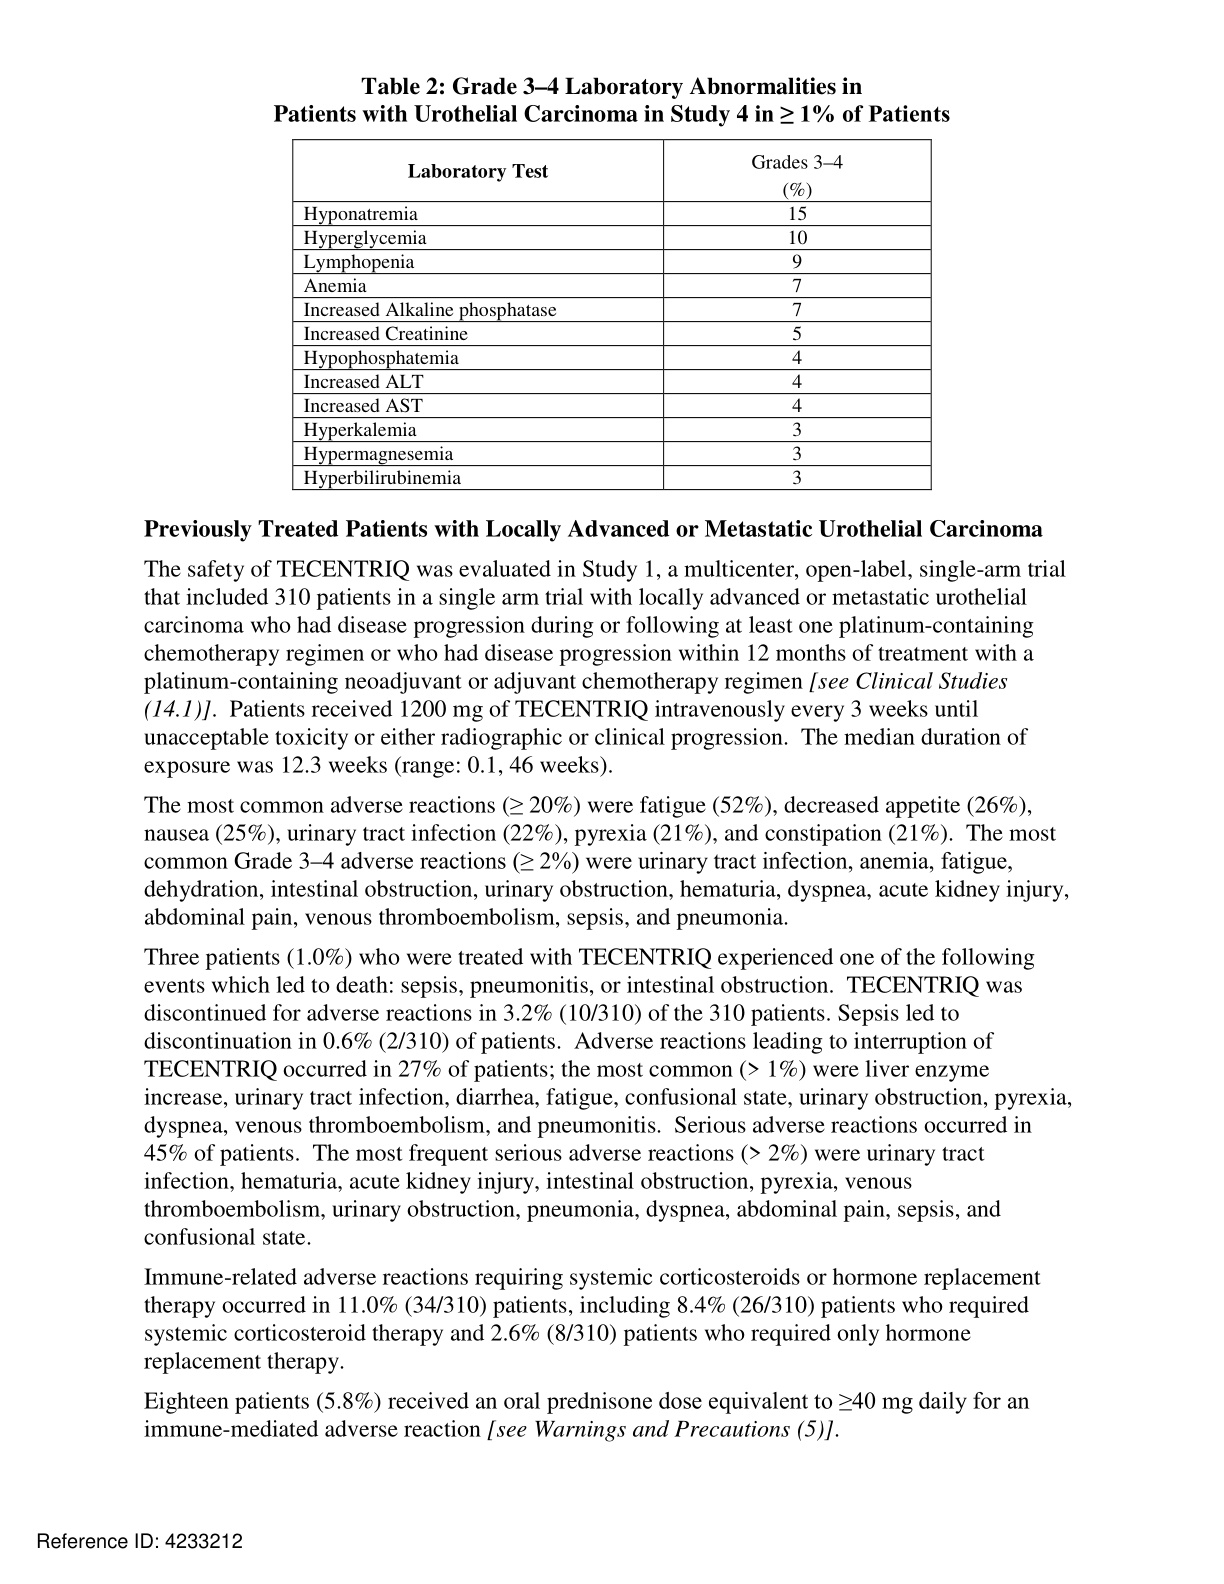 Table 2: Grade 3–4 Laboratory Abnormalities in
Patients with Urothelial Carcinoma in Study 4 in ≥ 1% of Patients
Laboratory Test
Grades 3–4
(%)
Hyponatremia 15
Hyperglycemia 10
Lymphopenia 9
Anemia 7
Increased Alkaline phosphatase 7
Increased Creatinine 5
Hypophosphatemia 4
Increased ALT 4
Increased AST 4
Hyperkalemia 3
Hypermagnesemia 3
Hyperbilirubinemia 3
Previously Treated Patients with Locally Advanced or Metastatic Urothelial Carcinoma
The safety of TECENTRIQ was evaluated in Study 1, a multicenter, open-label, single-arm trial
that included 310 patients in a single arm trial with locally advanced or metastatic urothelial
carcinoma who had disease progression during or following at least one platinum-containing
chemotherapy regimen or who had disease progression within 12 months of treatment with a
platinum-containing neoadjuvant or adjuvant chemotherapy regimen [see Clinical Studies
(14.1)]. Patients received 1200 mg of TECENTRIQ intravenously every 3 weeks until
unacceptable toxicity or either radiographic or clinical progression. The median duration of
exposure was 12.3 weeks (range: 0.1, 46 weeks).
The most common adverse reactions (≥ 20%) were fatigue (52%), decreased appetite (26%),
nausea (25%), urinary tract infection (22%), pyrexia (21%), and constipation (21%). The most
common Grade 3–4 adverse reactions (≥ 2%) were urinary tract infection, anemia, fatigue,
dehydration, intestinal obstruction, urinary obstruction, hematuria, dyspnea, acute kidney injury,
abdominal pain, venous thromboembolism, sepsis, and pneumonia.
Three patients (1.0%) who were treated with TECENTRIQ experienced one of the following
events which led to death: sepsis, pneumonitis, or intestinal obstruction. TECENTRIQ was
discontinued for adverse reactions in 3.2% (10/310) of the 310 patients. Sepsis led to
discontinuation in 0.6% (2/310) of patients. Adverse reactions leading to interruption of
TECENTRIQ occurred in 27% of patients; the most common (> 1%) were liver enzyme
increase, urinary tract infection, diarrhea, fatigue, confusional state, urinary obstruction, pyrexia,
dyspnea, venous thromboembolism, and pneumonitis. Serious adverse reactions occurred in
45% of patients. The most frequent serious adverse reactions (> 2%) were urinary tract
infection, hematuria, acute kidney injury, intestinal obstruction, pyrexia, venous
thromboembolism, urinary obstruction, pneumonia, dyspnea, abdominal pain, sepsis, and
confusional state.
Immune-related adverse reactions requiring systemic corticosteroids or hormone replacement
therapy occurred in 11.0% (34/310) patients, including 8.4% (26/310) patients who required
systemic corticosteroid therapy and 2.6% (8/310) patients who required only hormone
replacement therapy.
Eighteen patients (5.8%) received an oral prednisone dose equivalent to ≥40 mg daily for an
immune-mediated adverse reaction [see Warnings and Precautions (5)].
Reference ID: 4233212